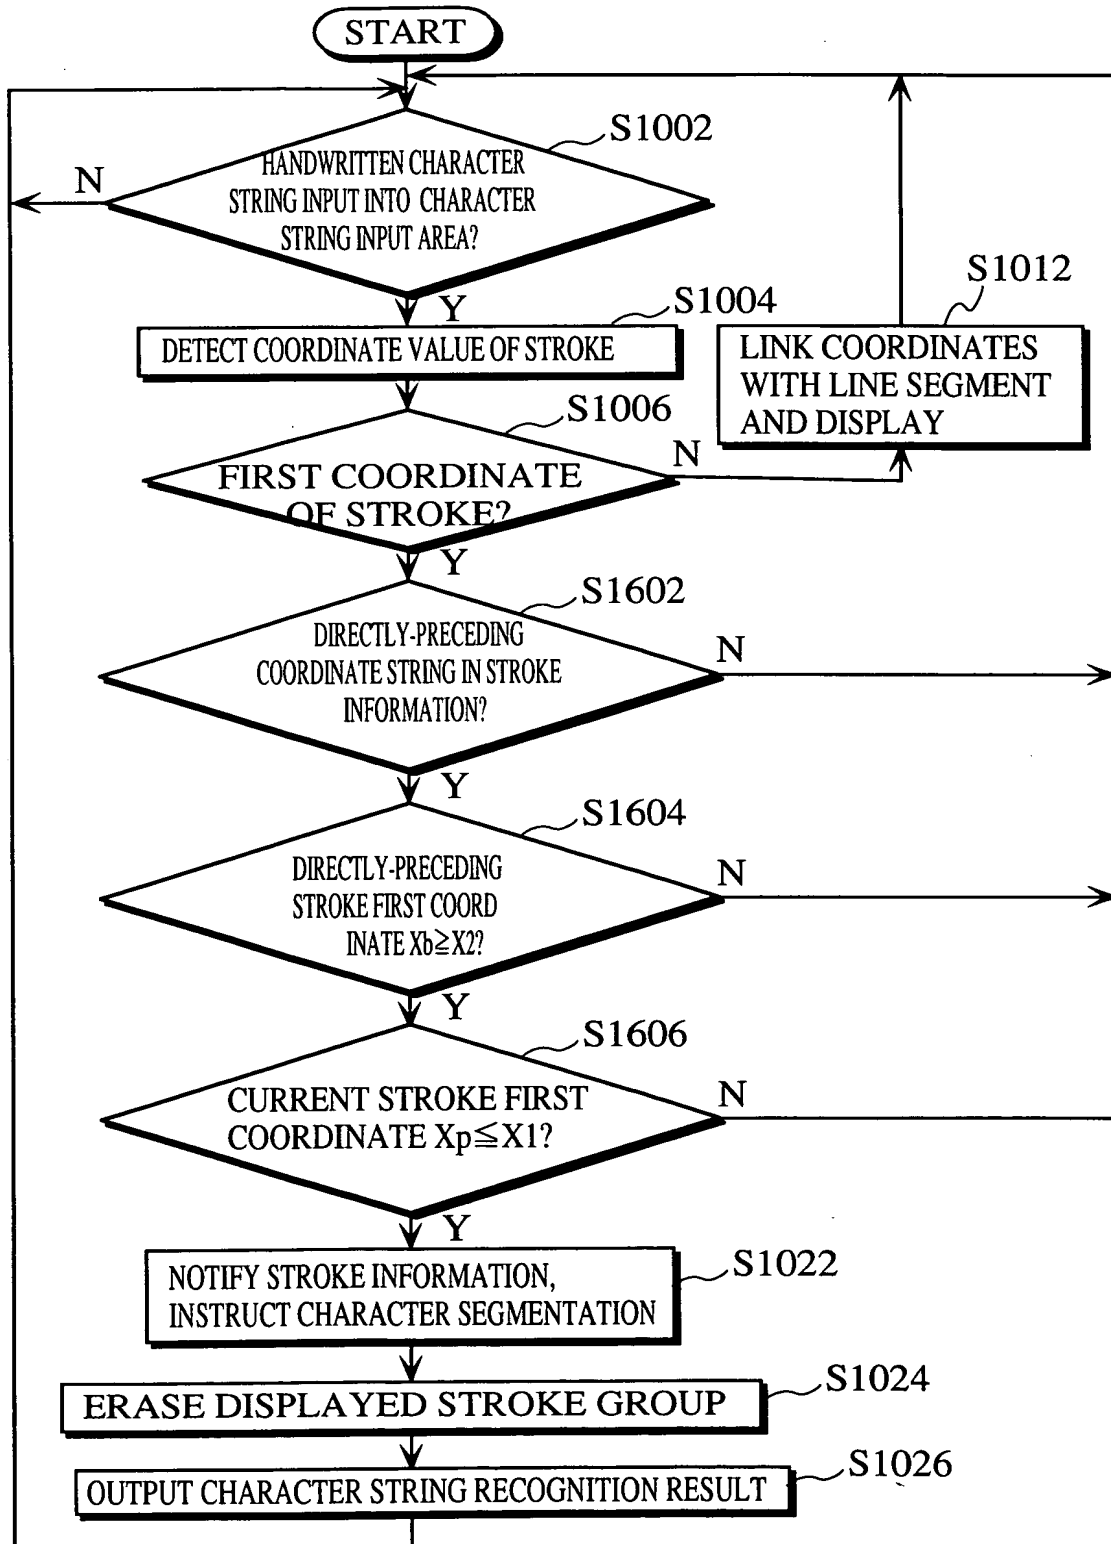 START
S1002
HANDWRITTEN CHARACTER
STRING INPUT INTO CHARACTER
STRING INPUT AREA?
N
Y
S1004
DETECT COORDINATE VALUE OF STROKE
S1012
LINK COORDINATES
WITH LINE SEGMENT
AND DISPLAY
S1006
FIRST COORDINATE
OF STROKE?
N
Y
S1602
DIRECTLY-PRECEDING
COORDINATE STRING IN STROKE
INFORMATION?
N
Y
S1604
DIRECTLY-PRECEDING
STROKE FIRST COORD
INATE Xb≧X2?
N
Y
S1606
CURRENT STROKE FIRST
COORDINATE Xp≦X1?
N
Y
S1022
NOTIFY STROKE INFORMATION,
INSTRUCT CHARACTER SEGMENTATION
S1024
ERASE DISPLAYED STROKE GROUP
S1026
OUTPUT CHARACTER STRING RECOGNITION RESULT